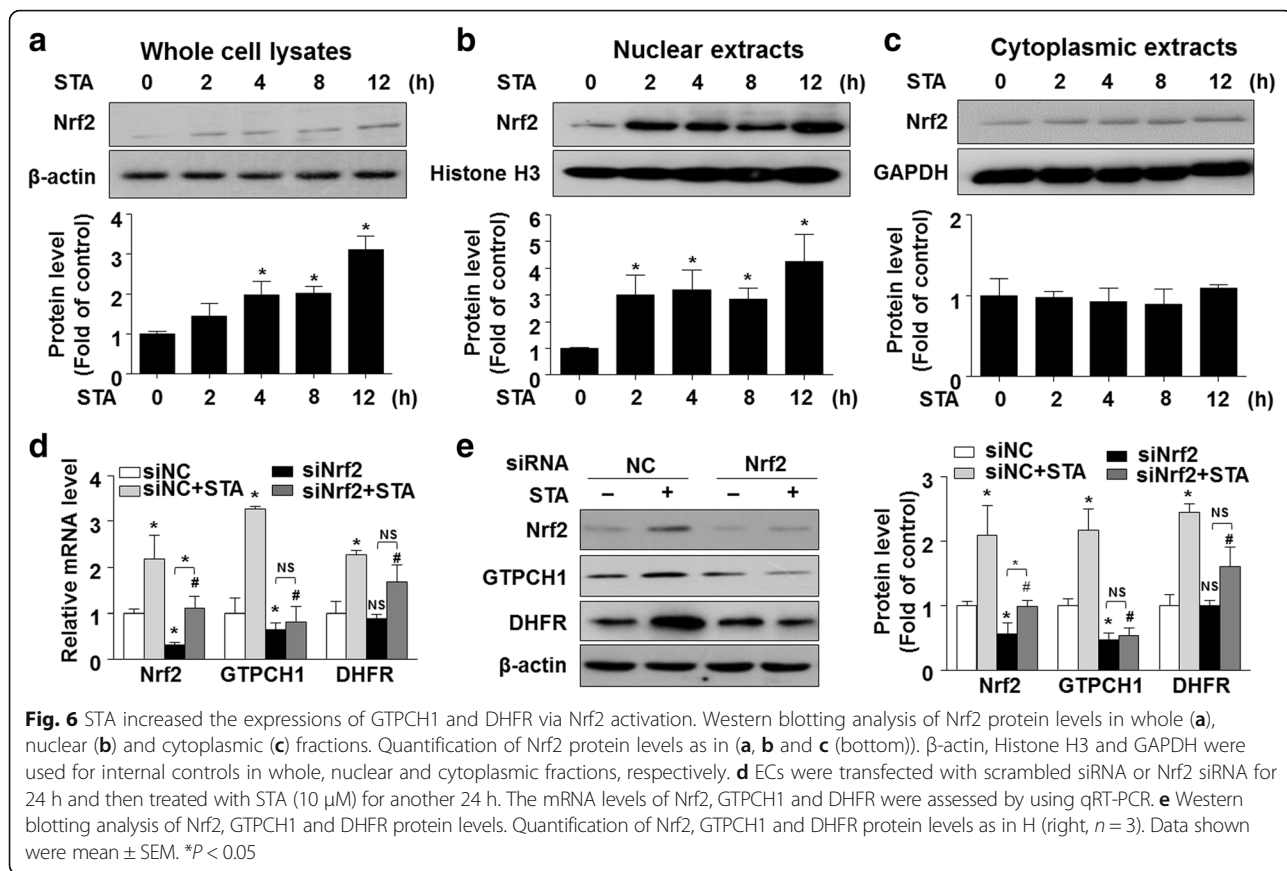 a
Whole cell lysates
STA 0 2 4 8 12 (h)
Nrf2
β-actin
Protein level
(Fold of control)
4
3
2
1
0
* * *
STA 0 2 4 8 12 (h)
b
Nuclear extracts
STA 0 2 4 8 12 (h)
Nrf2
Histone H3
Protein level
(Fold of control)
6
5
4
3
2
1
0
* * * *
STA 0 2 4 8 12 (h)
c
Cytoplasmic extracts
STA 0 2 4 8 12 (h)
Nrf2
GAPDH
Protein level
(Fold of control)
2
1
0
STA 0 2 4 8 12 (h)
d
siNC siNrf2
siNC+STA siNrf2+STA
Relative mRNA level
4
3
2
1
0
* * * #
* * NS #
* NS NS #
Nrf2 GTPCH1 DHFR
e
siRNA NC Nrf2
STA – + – +
Nrf2
GTPCH1
DHFR
β-actin
siNC siNrf2
siNC+STA siNrf2+STA
Protein level
(Fold of control)
3
2
1
0
* * * #
* * NS #
* NS NS #
Nrf2 GTPCH1 DHFR
Fig. 6 STA increased the expressions of GTPCH1 and DHFR via Nrf2 activation. Western blotting analysis of Nrf2 protein levels in whole (a),
nuclear (b) and cytoplasmic (c) fractions. Quantification of Nrf2 protein levels as in (a, b and c (bottom)). β-actin, Histone H3 and GAPDH were
used for internal controls in whole, nuclear and cytoplasmic fractions, respectively. d ECs were transfected with scrambled siRNA or Nrf2 siRNA for
24 h and then treated with STA (10 μM) for another 24 h. The mRNA levels of Nrf2, GTPCH1 and DHFR were assessed by using qRT-PCR. e Western
blotting analysis of Nrf2, GTPCH1 and DHFR protein levels. Quantification of Nrf2, GTPCH1 and DHFR protein levels as in H (right, n = 3). Data shown
were mean ± SEM. *P < 0.05